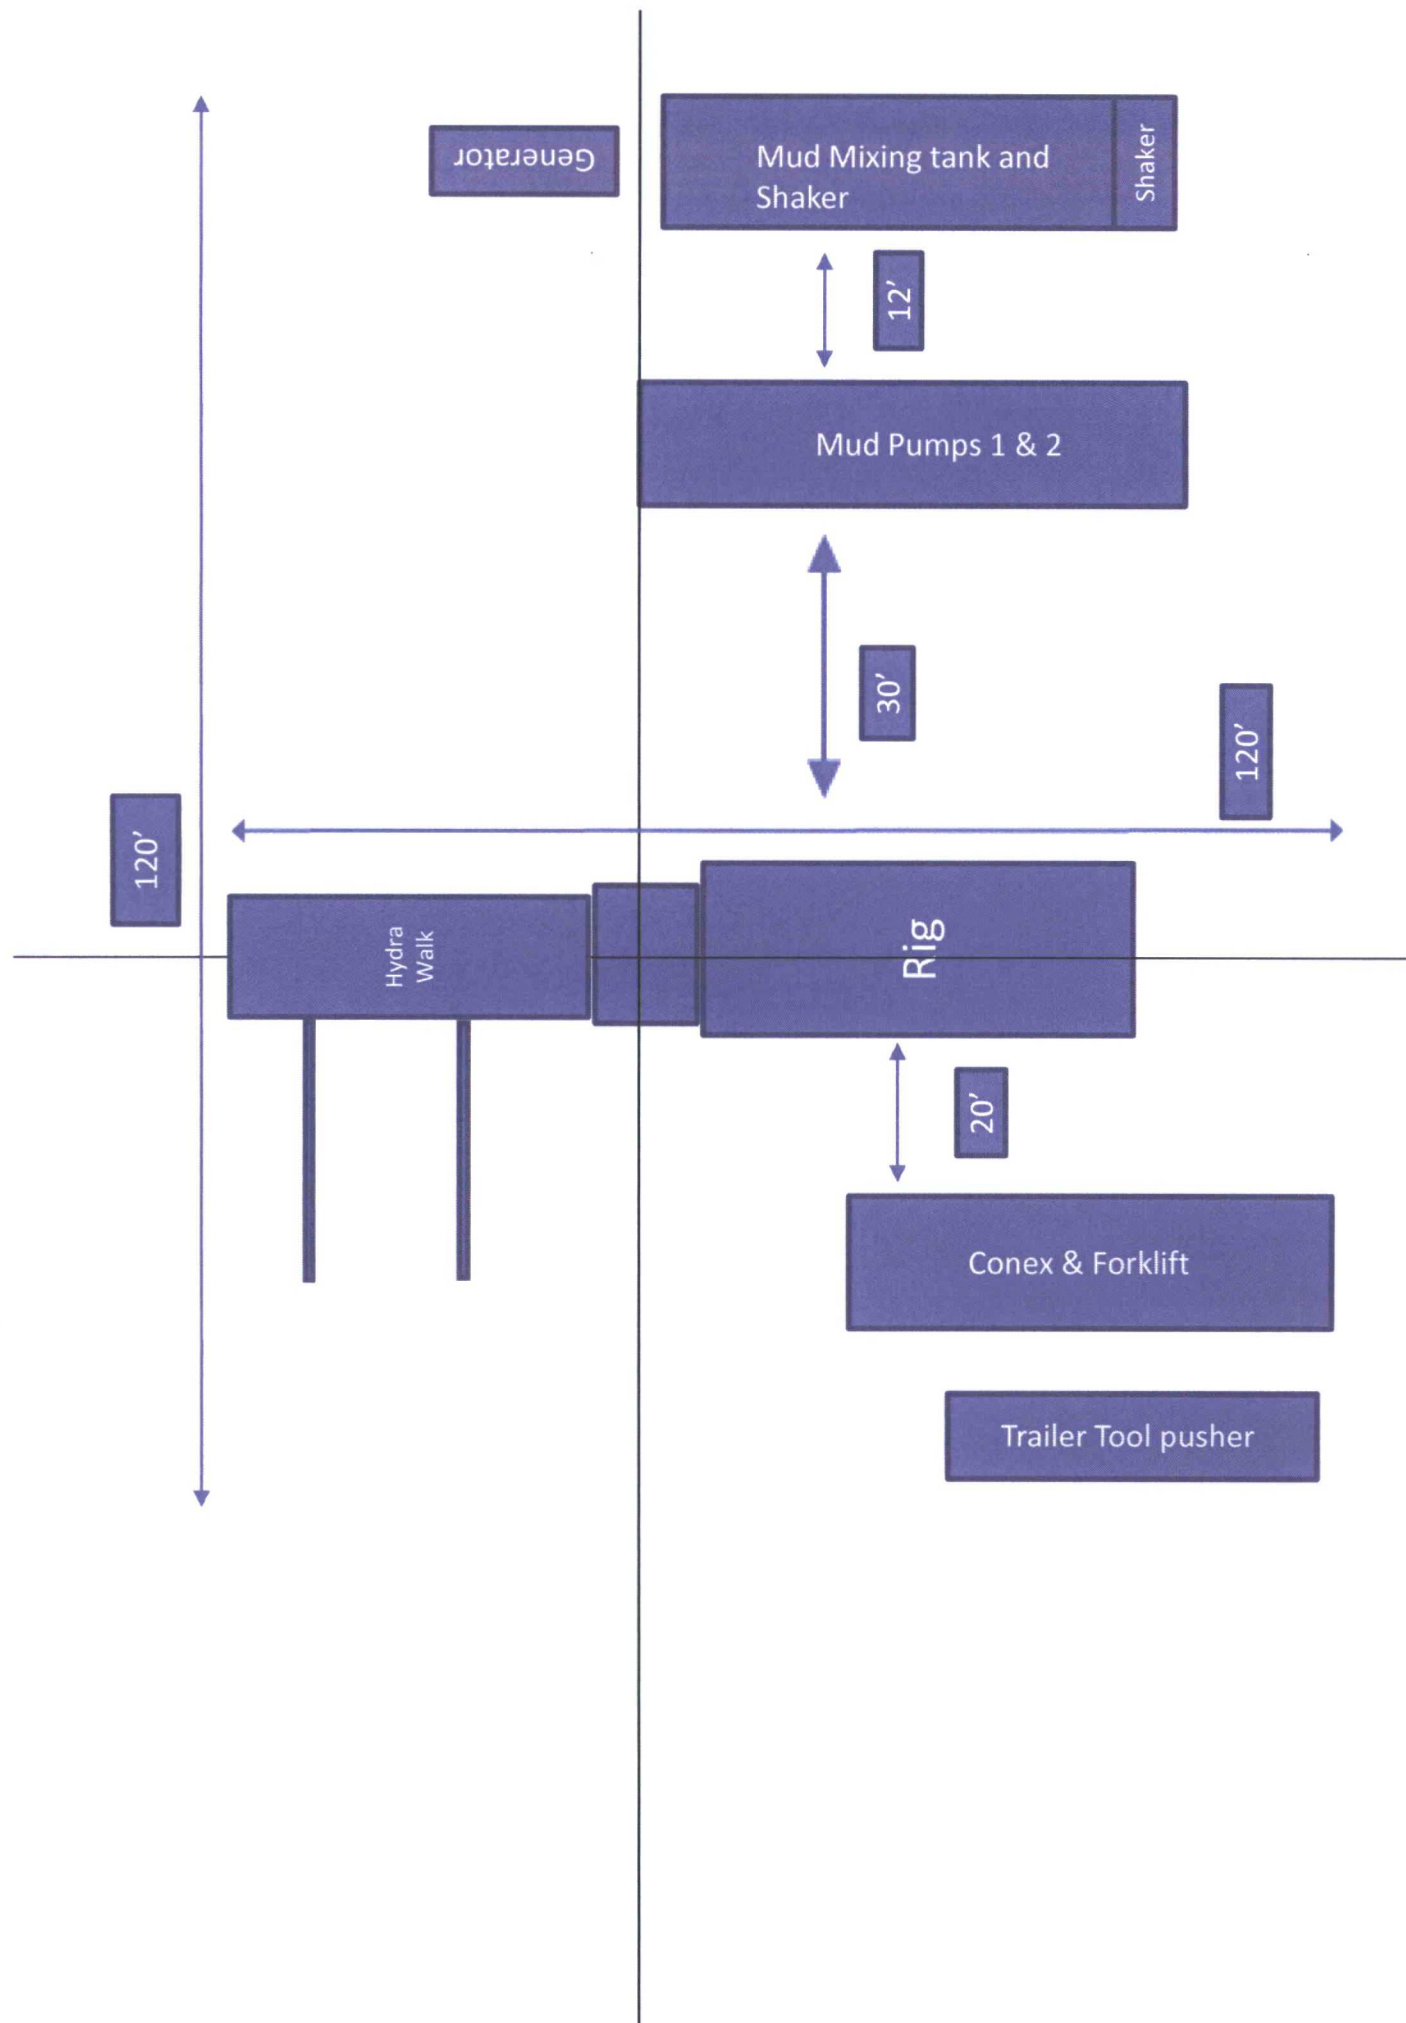 Generator
Mud Mixing tank and
Shaker
Shaker
12’
Mud Pumps 1 & 2
30’
120’
120’
Hydra
Walk
Rig
20’
Conex & Forklift
Trailer Tool pusher